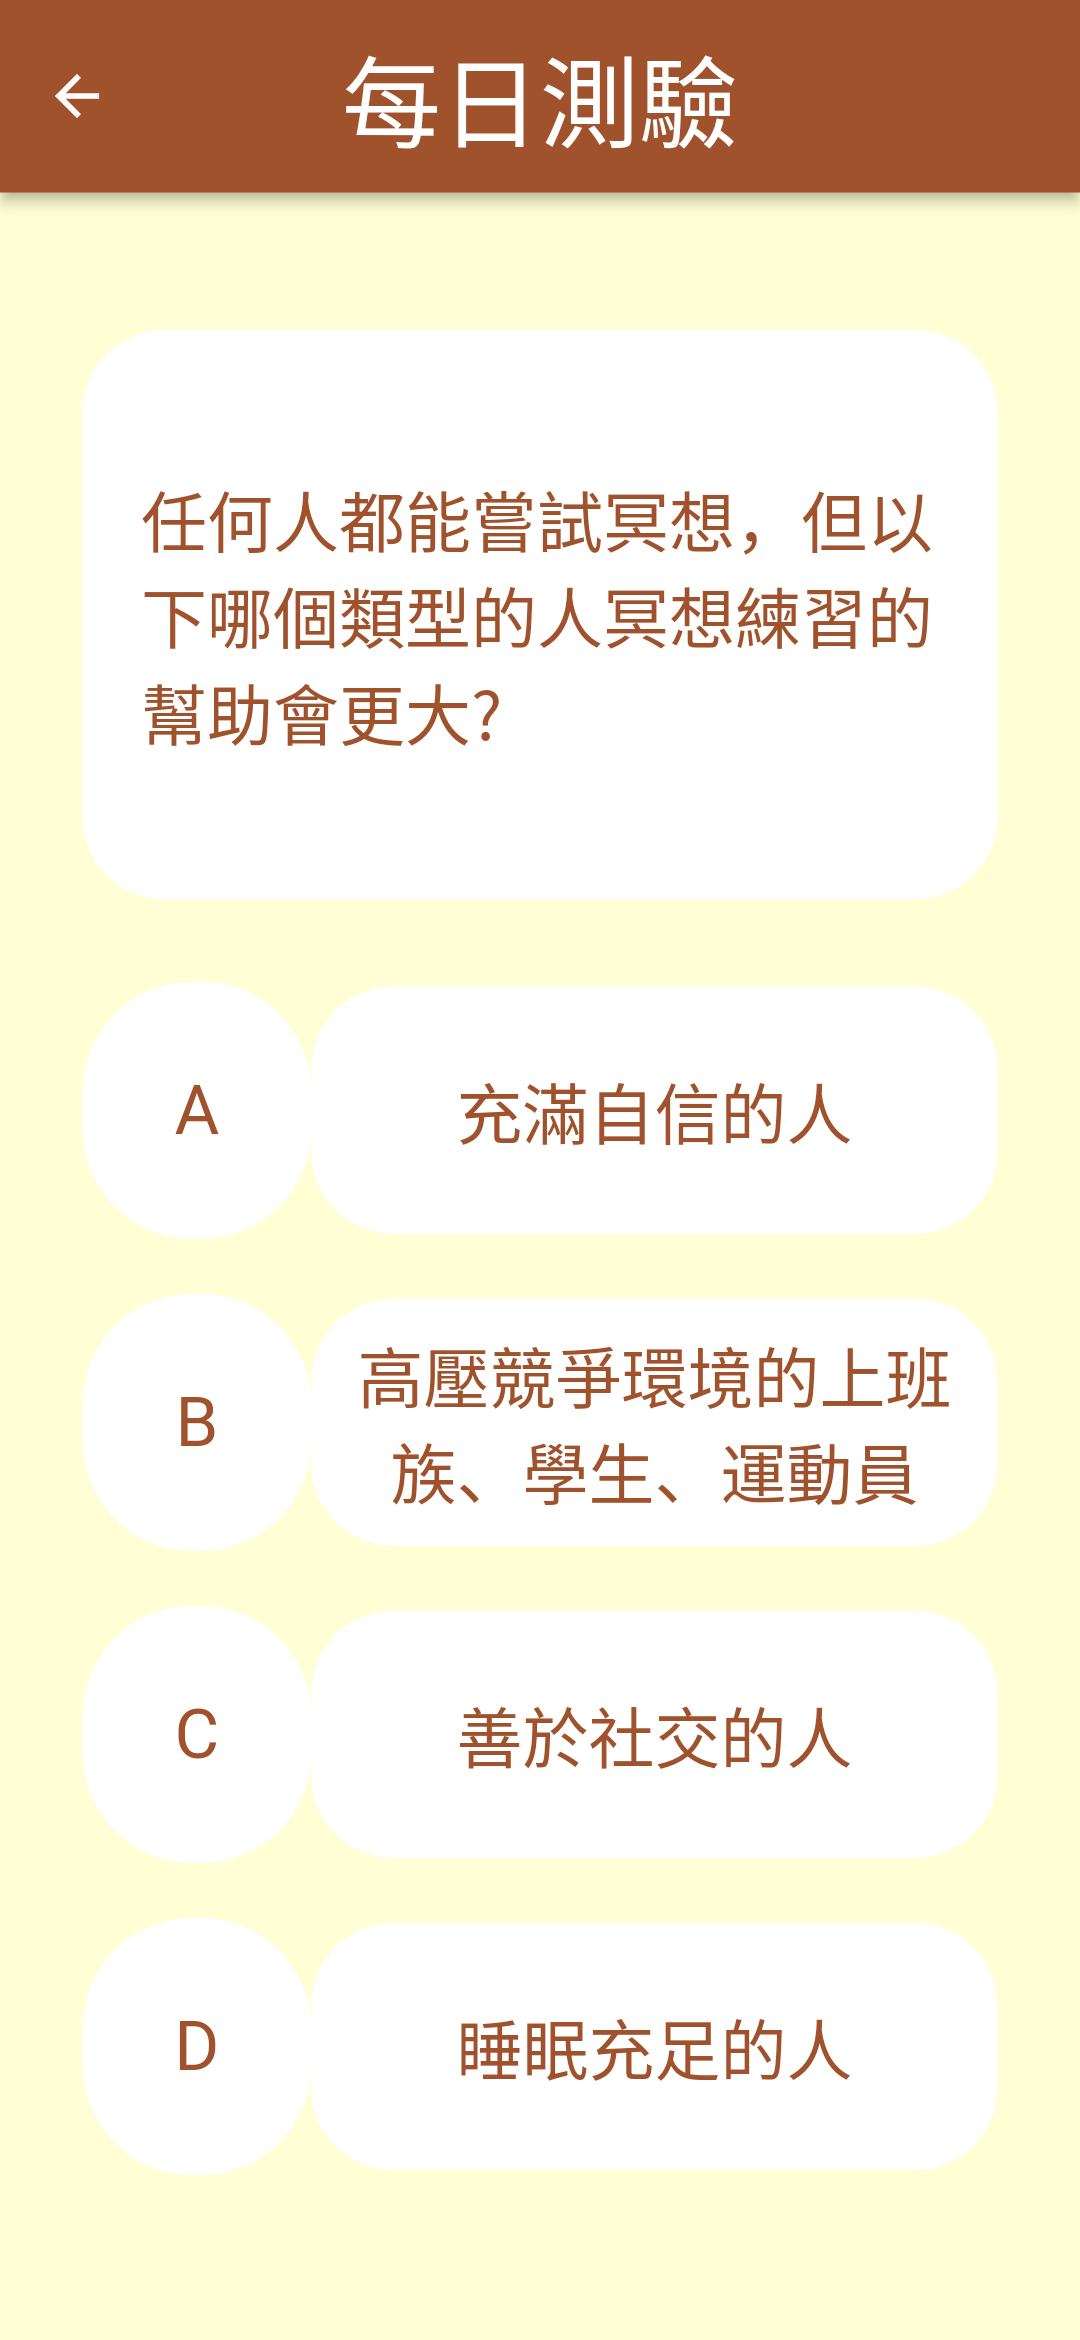 每日測驗
任何人都能嘗試冥想，但以
下哪個類型的人冥想練習的
幫助會更大?
A
充滿自信的人
B
高壓競爭環境的上班
族、學生、運動員
C
善於社交的人
D
睡眠充足的人